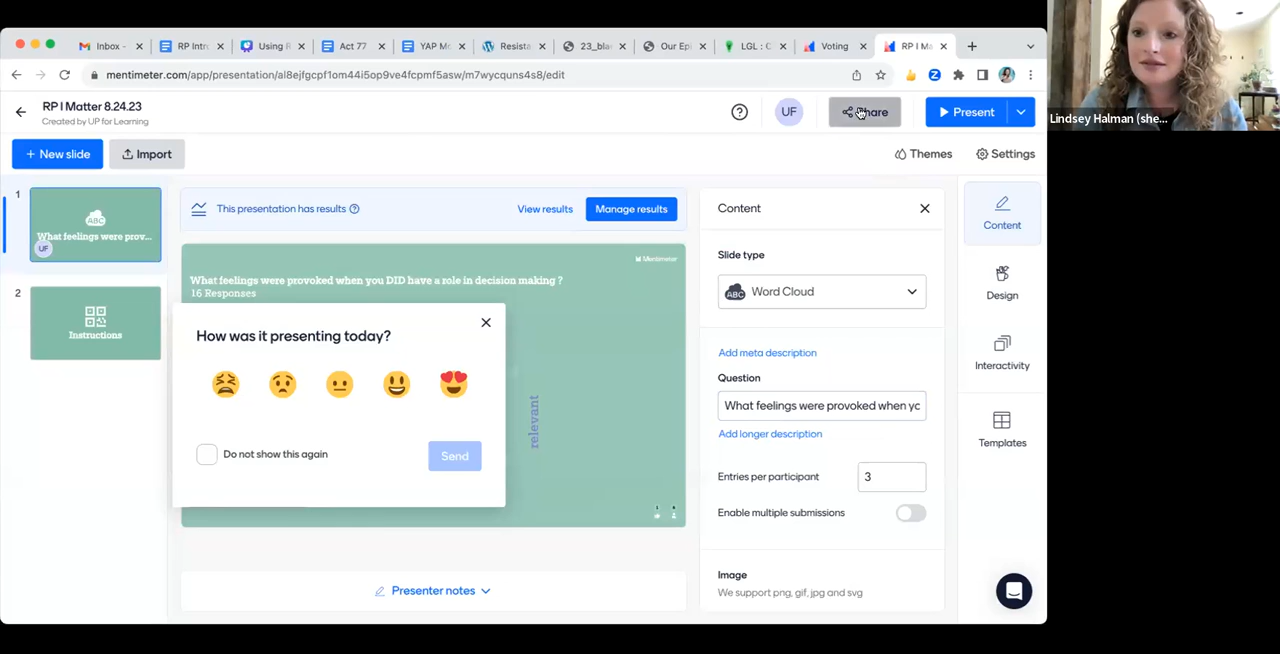 Inbox -
RP Intr
Using R
Act 77
YAP M
Resista
23_bla
Our Ep
LGL : C
Voting
RP I M
mentimeter.com/app/presentation/al8ejfgcpf1om44i5op9ve4fcpmf5asw/m7wycquns4s8/edit
RP I Matter 8.24.23
Created by UP for Learning
UF
Share
Present
+ New slide
Import
Themes
Settings
1
ABC
What feelings were prov...
UF
2
Instructions
This presentation has results
View results
Manage results
Mentimeter
What feelings were provoked when you DID have a role in decision making ?
16 Responses
How was it presenting today?
Do not show this again
Send
relevant
Presenter notes
Content
Slide type
ABC
Word Cloud
Add meta description
Question
What feelings were provoked when yc
Add longer description
Entries per participant
3
Enable multiple submissions
Image
We support png, gif, jpg and svg
Content
Design
Interactivity
Templates
Lindsey Halman (she...